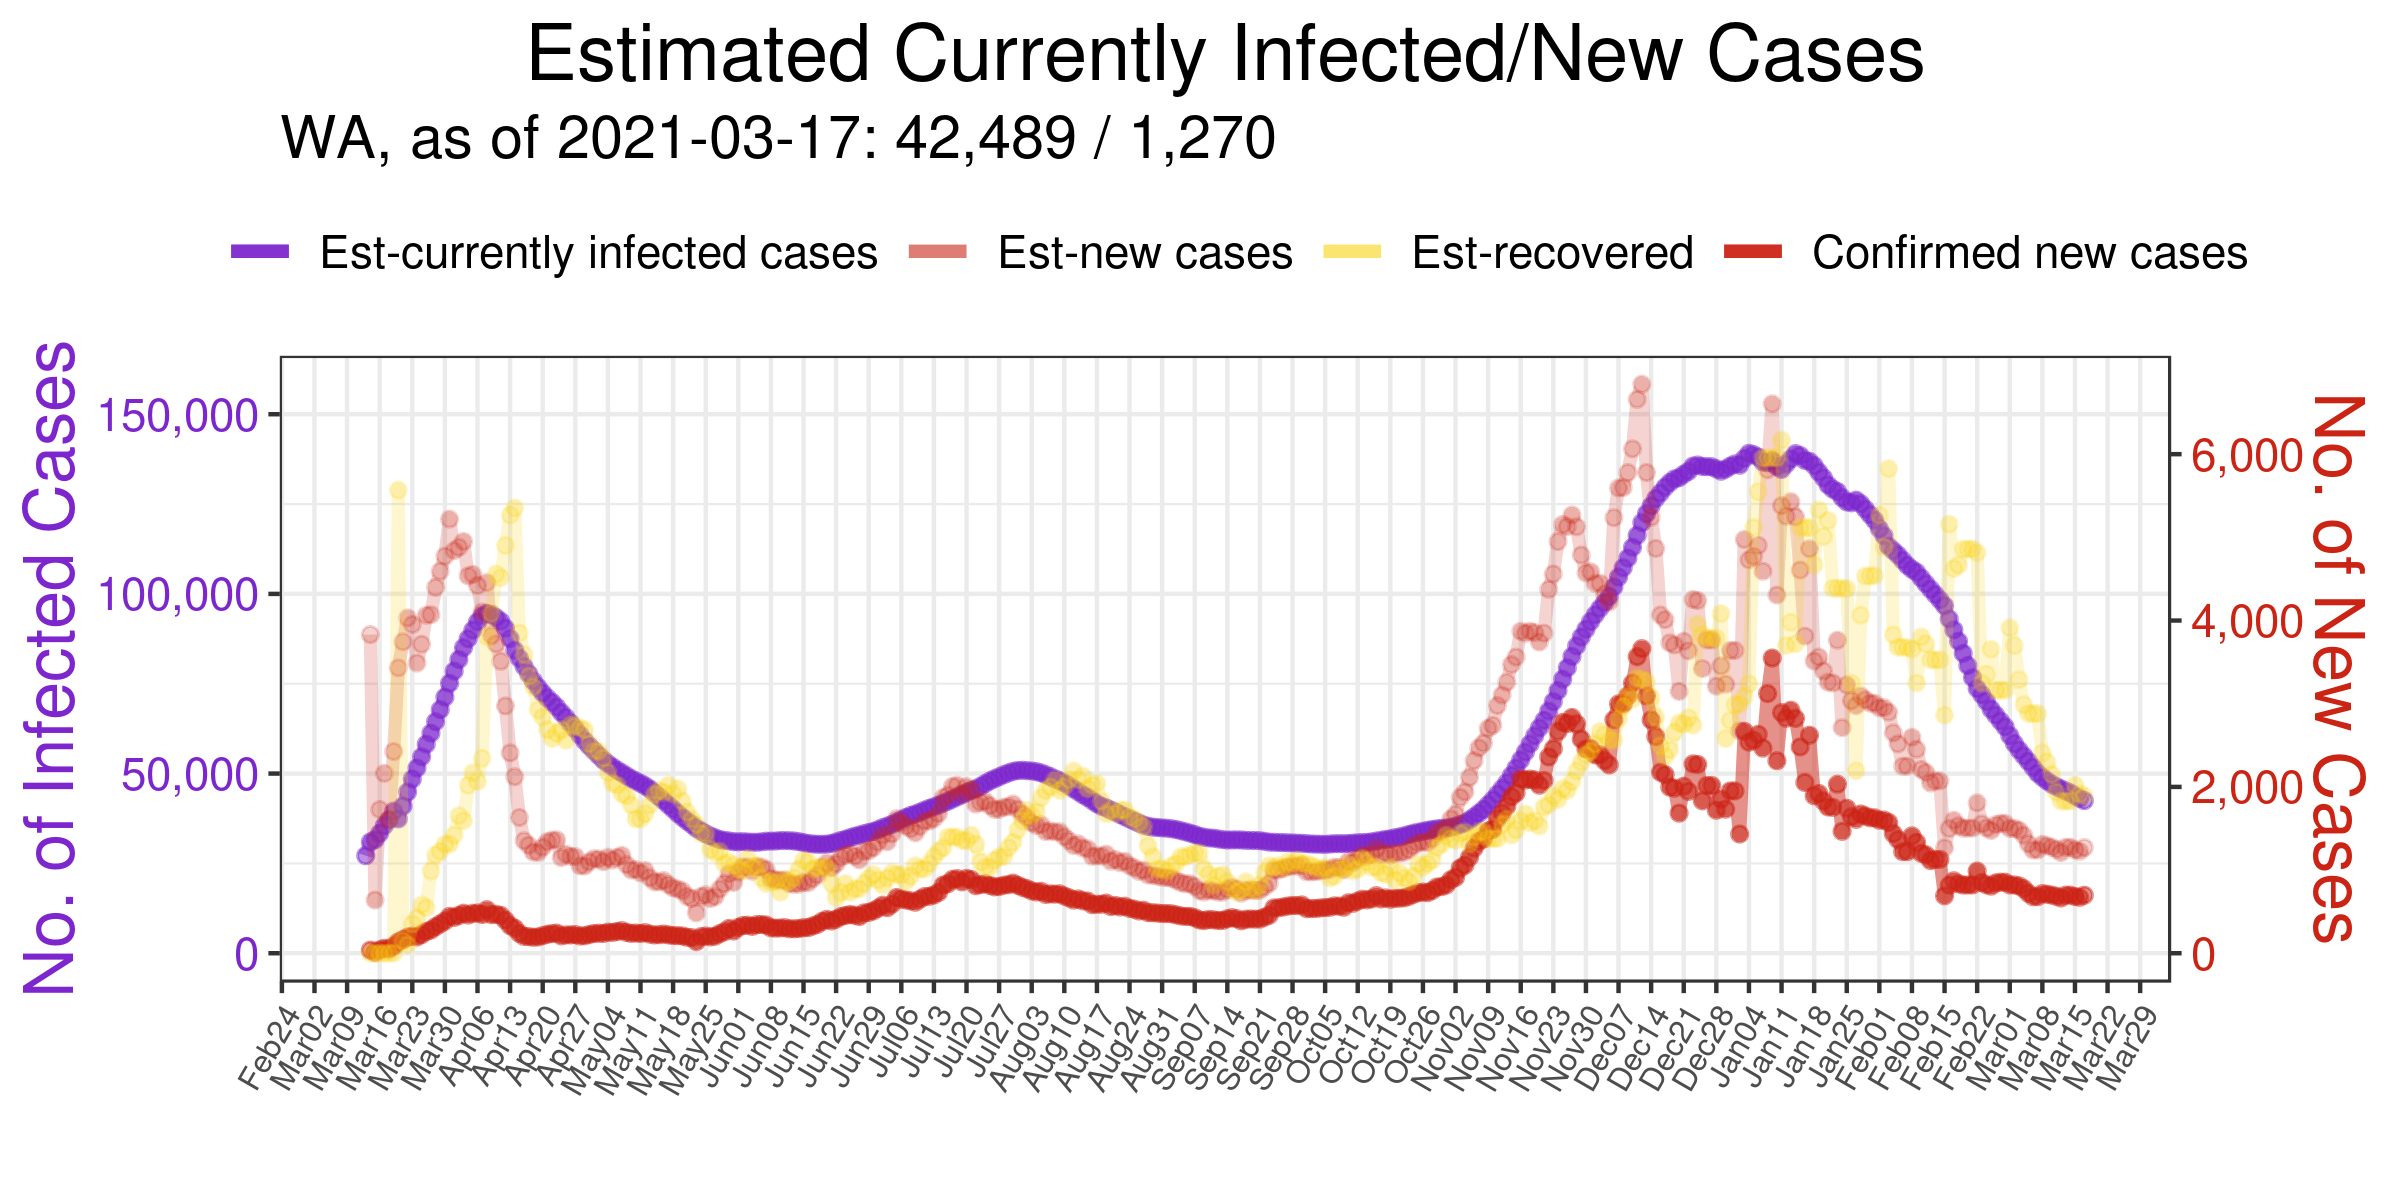 Estimated Currently Infected/New Cases
WA, as of 2021-03-17: 42,489 / 1,270
Est-currently infected cases Est-new cases Est-recovered Confirmed new cases
No. of Infected Cases
150,000
100,000
50,000
0
6,000
4,000
2,000
0
No. of New Cases
Feb24 Mar02 Mar09 Mar16 Mar23 Mar30 Apr06 Apr13 Apr20 Apr27 May04 May11 May18 May25 Jun01 Jun08 Jun15 Jun22 Jun29 Jul06 Jul13 Jul20 Jul27 Aug03 Aug10 Aug17 Aug24 Aug31 Sep07 Sep14 Sep21 Sep28 Oct05 Oct12 Oct19 Oct26 Nov02 Nov09 Nov16 Nov23 Nov30 Dec07 Dec14 Dec21 Dec28 Jan04 Jan11 Jan18 Jan25 Feb01 Feb08 Feb15 Feb22 Mar01 Mar08 Mar15 Mar22 Mar29